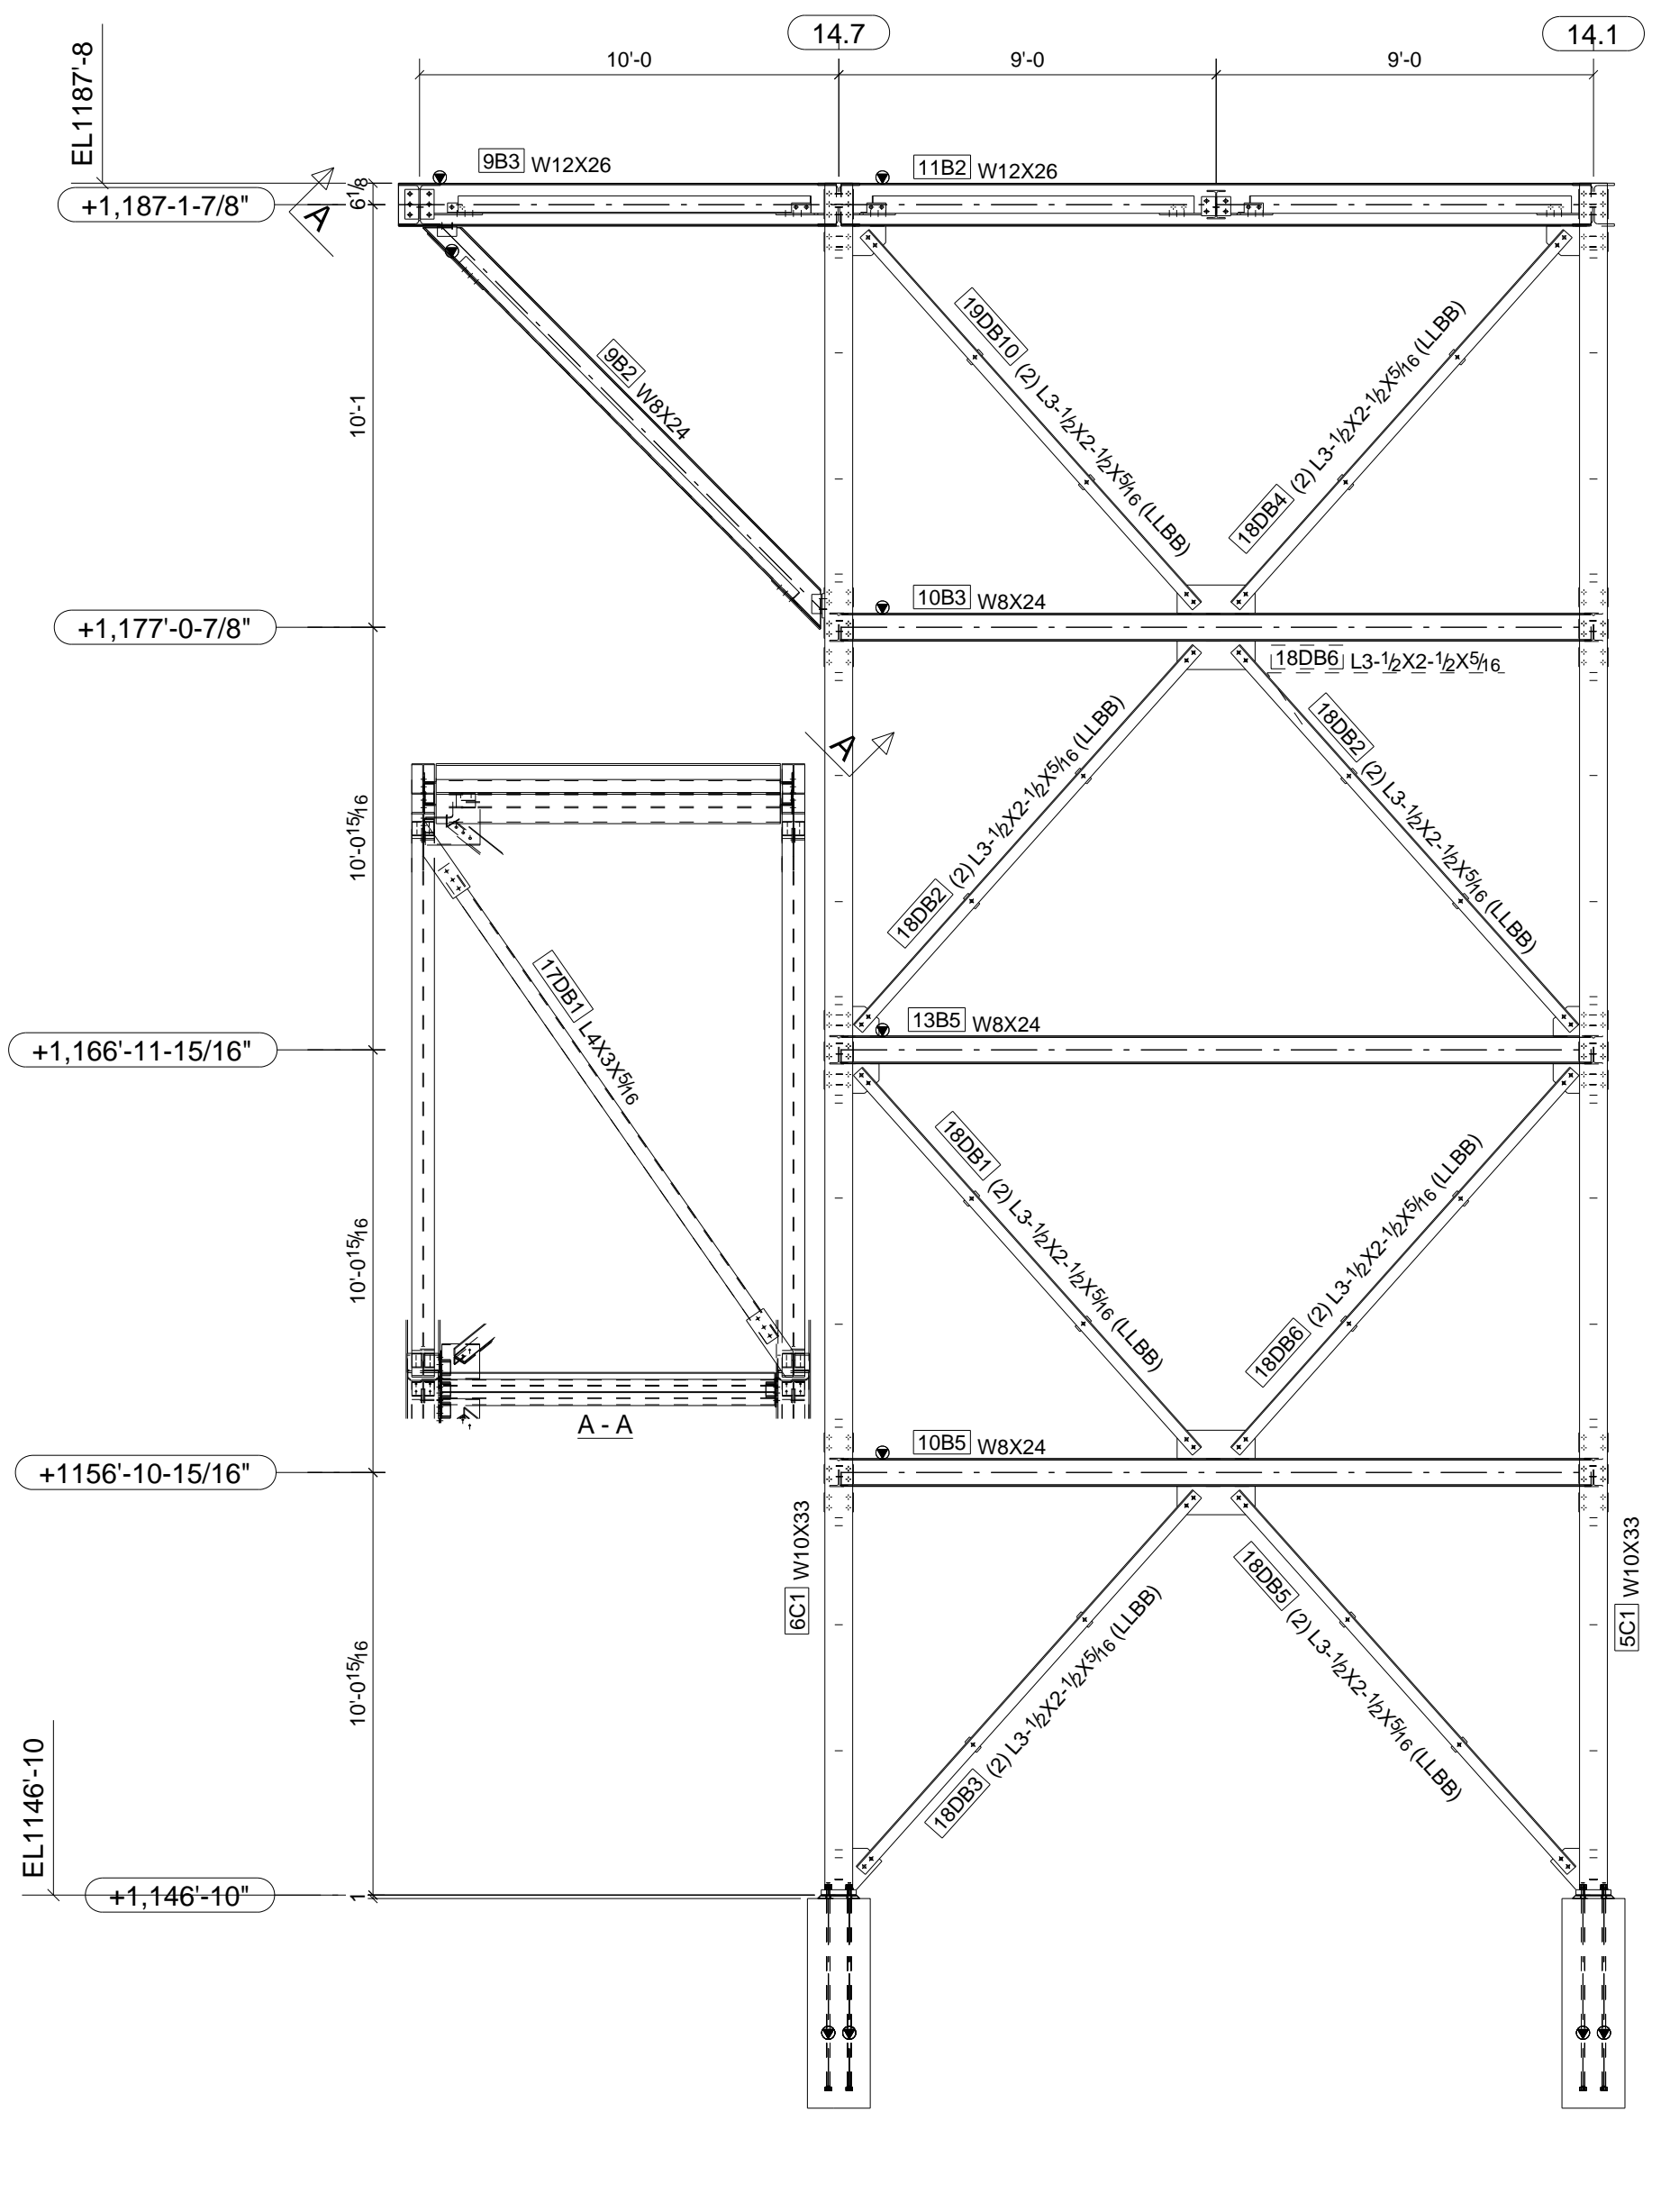 14.7
14.1
10'-0
9'-0
9'-0
EL1187'-8
9B3 W12X26
11B2 W12X26
6 1/8
+1,187-1-7/8"
A
19DB10 (2) L3-1/2X2-1/2X5/16 (LLBB)
18DB4 (2) L3-1/2X2-1/2X5/16 (LLBB)
9B2 W8X24
10'-1
10B3 W8X24
+1,177'-0-7/8"
18DB6 L3-1/2X2-1/2X5/16
18DB2 (2) L3-1/2X2-1/2X5/16 (LLBB)
18DB2 (2) L3-1/2X2-1/2X5/16 (LLBB)
A
10'-0 15/16
17DB1 L4X3X5/16
13B5 W8X24
+1,166'-11-15/16"
18DB1 (2) L3-1/2X2-1/2X5/16 (LLBB)
18DB6 (2) L3-1/2X2-1/2X5/16 (LLBB)
10'-0 15/16
A - A
10B5 W8X24
+1156'-10-15/16"
6C1 W10X33
5C1 W10X33
18DB3 (2) L3-1/2X2-1/2X5/16 (LLBB)
18DB5 (2) L3-1/2X2-1/2X5/16 (LLBB)
10'-0 15/16
EL1146'-10
+1,146'-10"
1